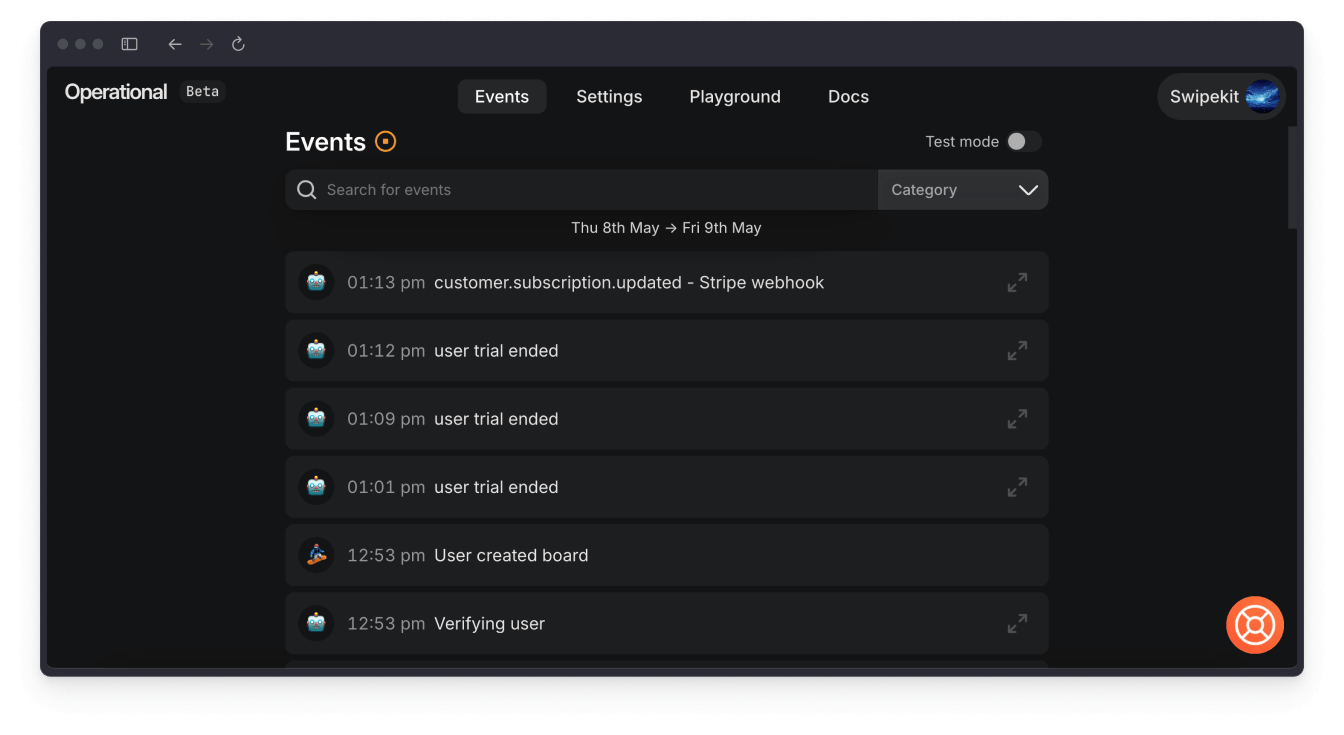 Operational Beta
Events Settings Playground Docs
Swipekit
Events
Test mode
Search for events
Category
Thu 8th May → Fri 9th May
01:13 pm customer.subscription.updated - Stripe webhook
01:12 pm user trial ended
01:09 pm user trial ended
01:01 pm user trial ended
12:53 pm User created board
12:53 pm Verifying user